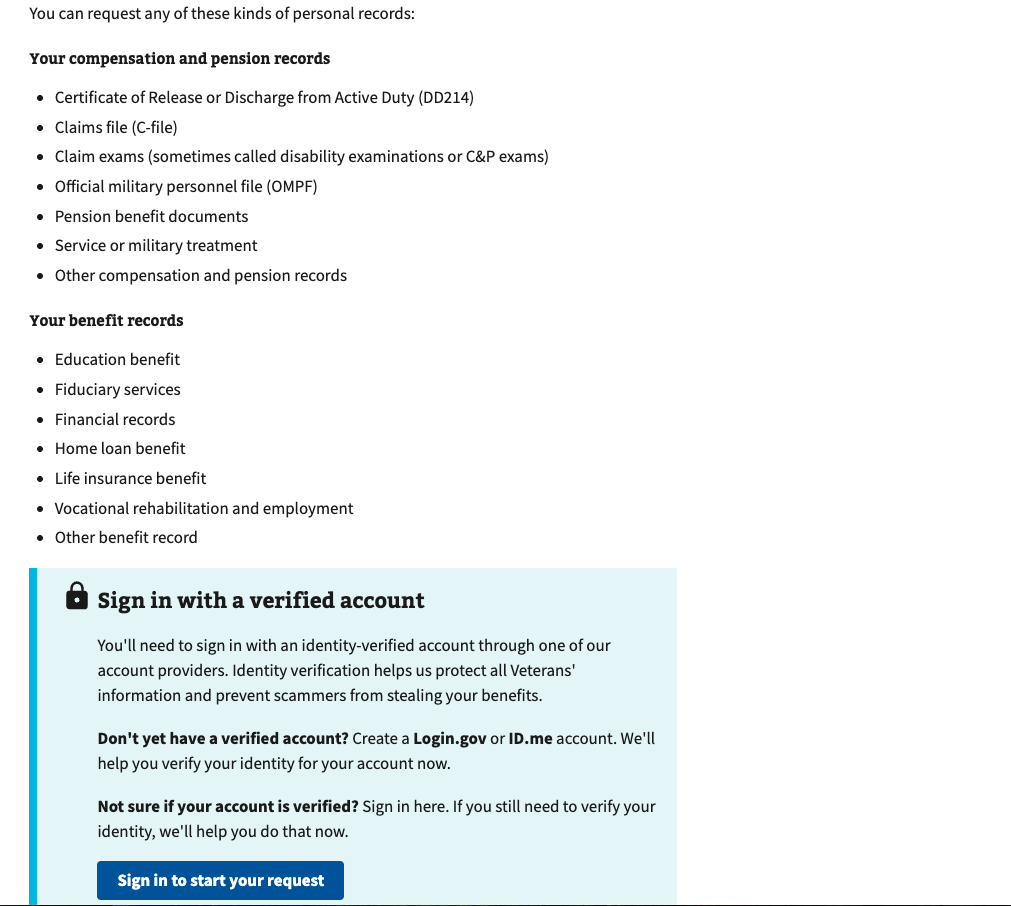 You can request any of these kinds of personal records:
Your compensation and pension records
Certificate of Release or Discharge from Active Duty (DD214)
Claims file (C-file)
Claim exams (sometimes called disability examinations or C&P exams)
Official military personnel file (OMPF)
Pension benefit documents
Service or military treatment
Other compensation and pension records
Your benefit records
Education benefit
Fiduciary services
Financial records
Home loan benefit
Life insurance benefit
Vocational rehabilitation and employment
Other benefit record
Sign in with a verified account
You'll need to sign in with an identity-verified account through one of our
account providers. Identity verification helps us protect all Veterans'
information and prevent scammers from stealing your benefits.
Don't yet have a verified account? Create a Login.gov or ID.me account. We'll
help you verify your identity for your account now.
Not sure if your account is verified? Sign in here. If you still need to verify your
identity, we'll help you do that now.
Sign in to start your request